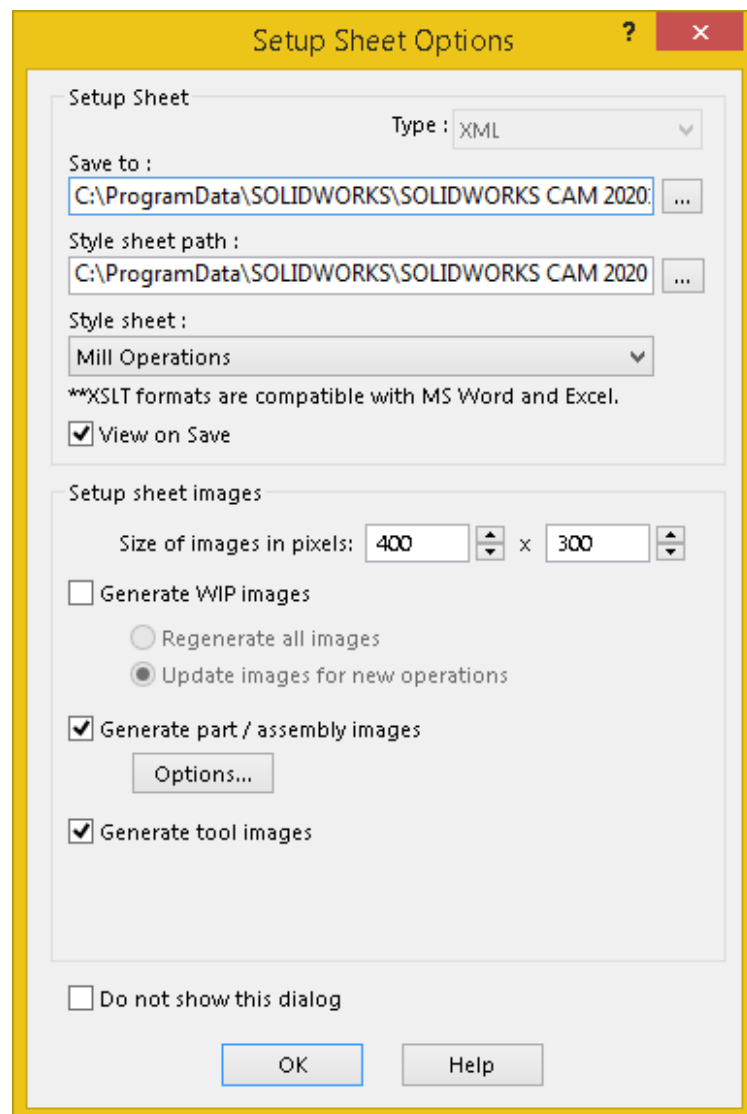 Setup Sheet Options ? ×
Setup Sheet
Type : XML
Save to :
C:\ProgramData\SOLIDWORKS\SOLIDWORKS CAM 2020 ...
Style sheet path :
C:\ProgramData\SOLIDWORKS\SOLIDWORKS CAM 2020 ...
Style sheet :
Mill Operations
**XSLT formats are compatible with MS Word and Excel.
View on Save
Setup sheet images
Size of images in pixels: 400 x 300
Generate WIP images
Regenerate all images
Update images for new operations
Generate part / assembly images
Options...
Generate tool images
Do not show this dialog
OK Help